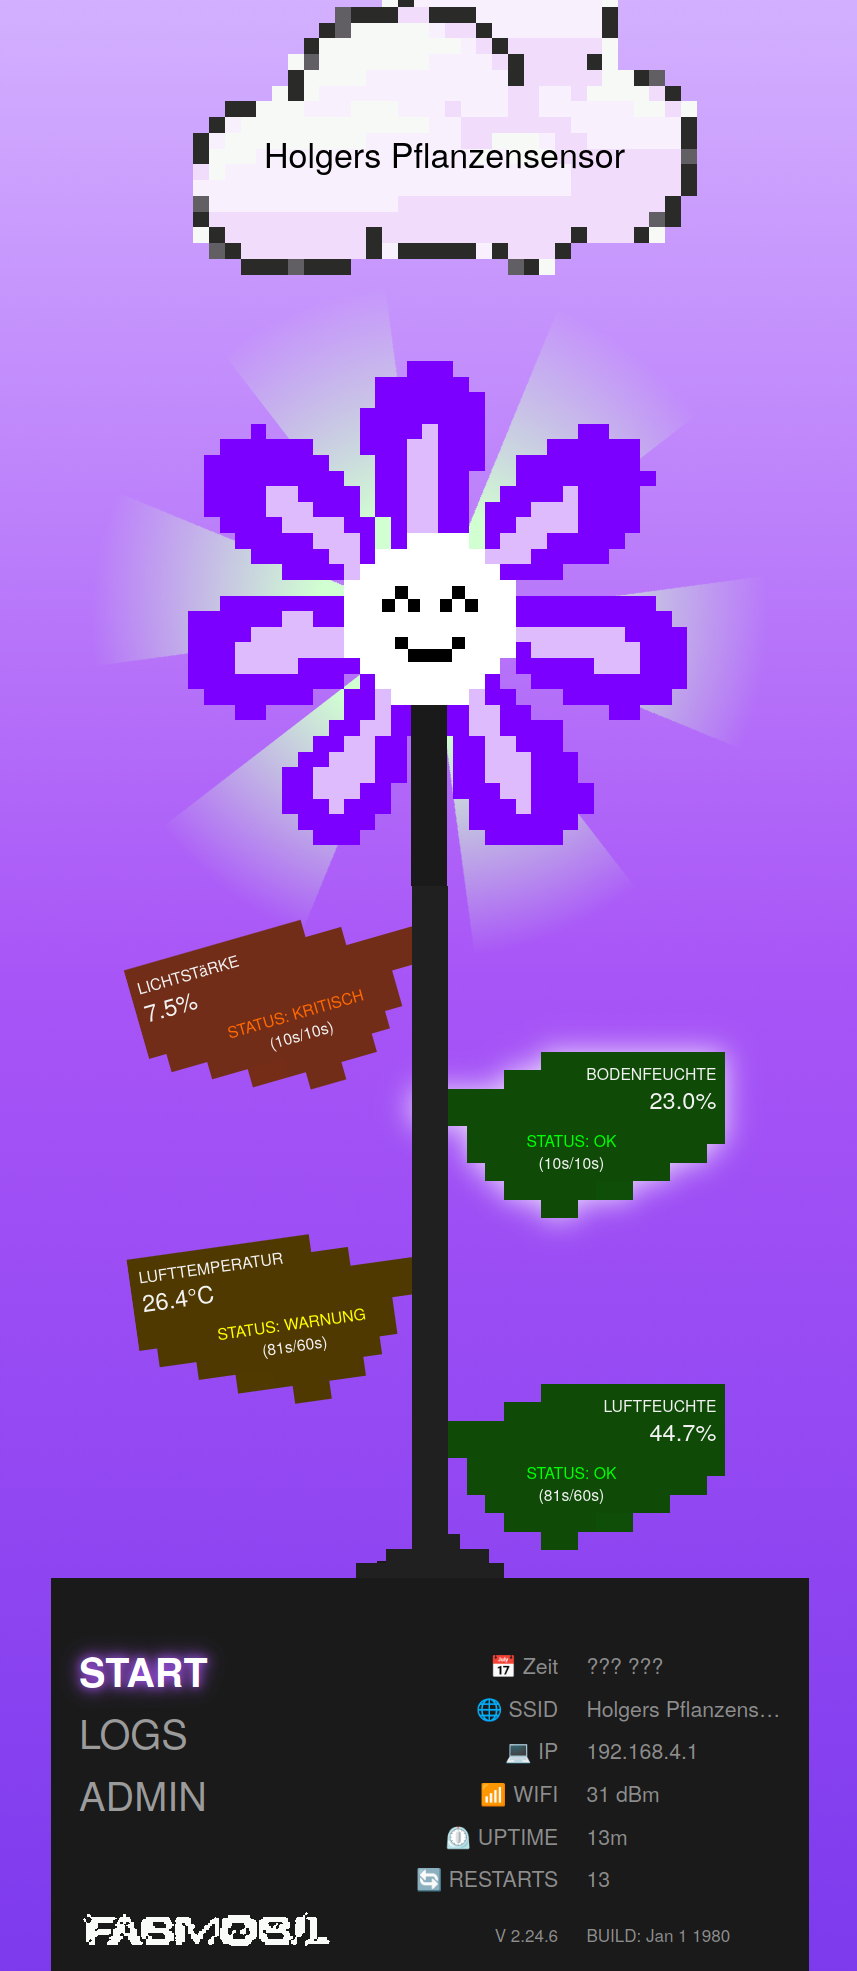 Holgers Pflanzensensor
LICHTSTäRKE
7.5%
STATUS: KRITISCH
(10s/10s)
BODENFEUCHTE
23.0%
STATUS: OK
(10s/10s)
LUFTTEMPERATUR
26.4°C
STATUS: WARNUNG
(81s/60s)
LUFTFEUCHTE
44.7%
STATUS: OK
(81s/60s)
START
LOGS
ADMIN
Zeit ??? ???
SSID Holgers Pflanzens…
IP 192.168.4.1
WIFI 31 dBm
UPTIME 13m
RESTARTS 13
FABMOBIL
V 2.24.6 BUILD: Jan 1 1980